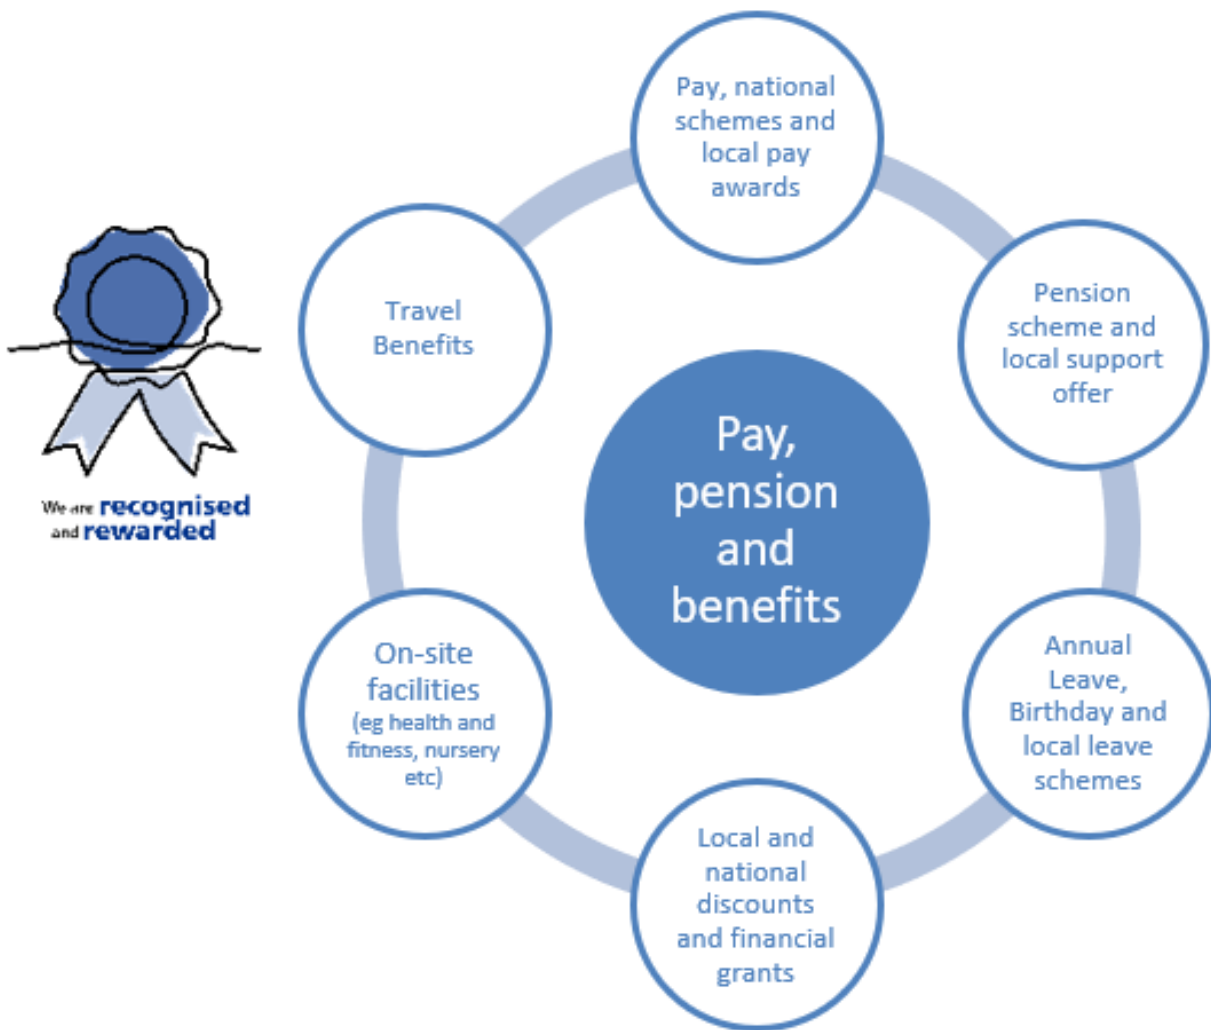 Pay, national
schemes and
local pay
awards
Pension
scheme and
local support
offer
Annual
Leave,
Birthday and
local leave
schemes
Local and
national
discounts
and financial
grants
On-site
facilities
(eg health and
fitness, nursery
etc)
Travel
Benefits
Pay,
pension
and
benefits
We are recognised
and rewarded